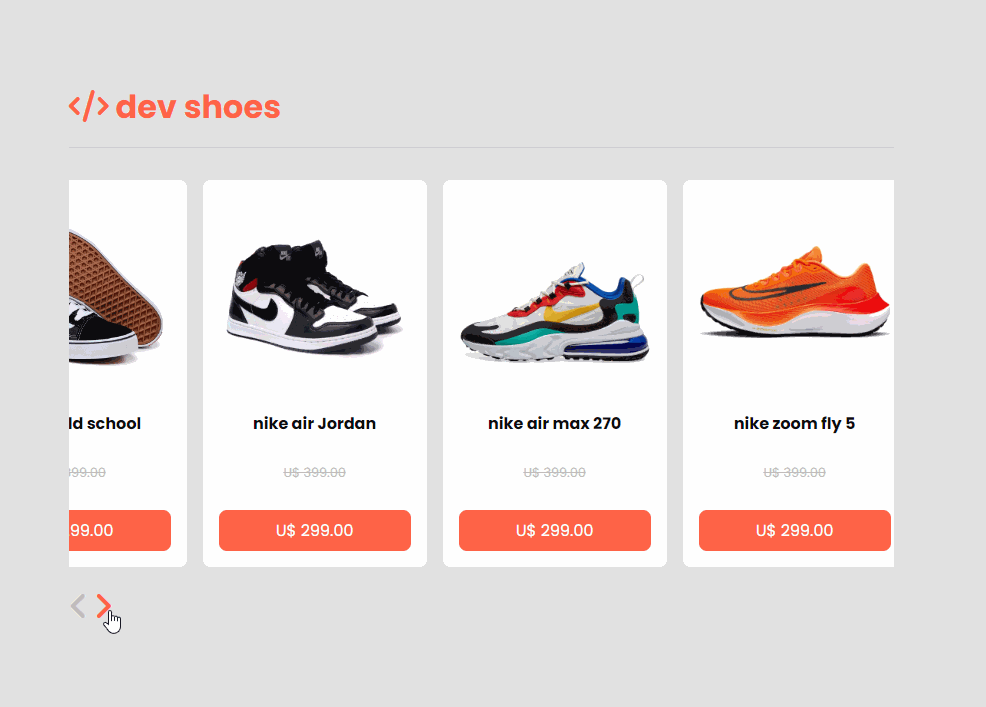 </> dev shoes
ld school
nike air Jordan
nike air max 270
nike zoom fly 5
99.00
U$ 399.00
U$ 399.00
U$ 399.00
99.00
U$ 299.00
U$ 299.00
U$ 299.00